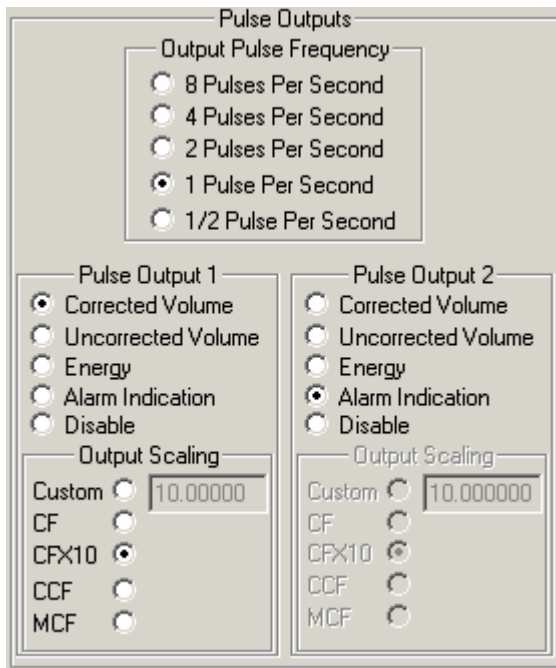 Pulse Outputs
Output Pulse Frequency
8 Pulses Per Second
4 Pulses Per Second
2 Pulses Per Second
1 Pulse Per Second
1/2 Pulse Per Second
Pulse Output 1
Corrected Volume
Uncorrected Volume
Energy
Alarm Indication
Disable
Output Scaling
Custom 10.00000
CF
CFX10
CCF
MCF
Pulse Output 2
Corrected Volume
Uncorrected Volume
Energy
Alarm Indication
Disable
Output Scaling
Custom 10.000000
CF
CFX10
CCF
MCF